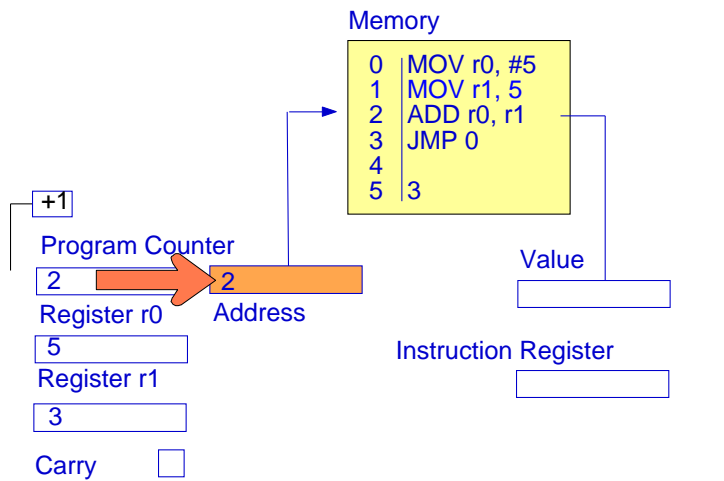 Memory
0 MOV r0, #5
1 MOV r1, 5
2 ADD r0, r1
3 JMP 0
4
5 3
+1
Program Counter
2
2
Address
Value
Register r0
5
Instruction Register
Register r1
3
Carry